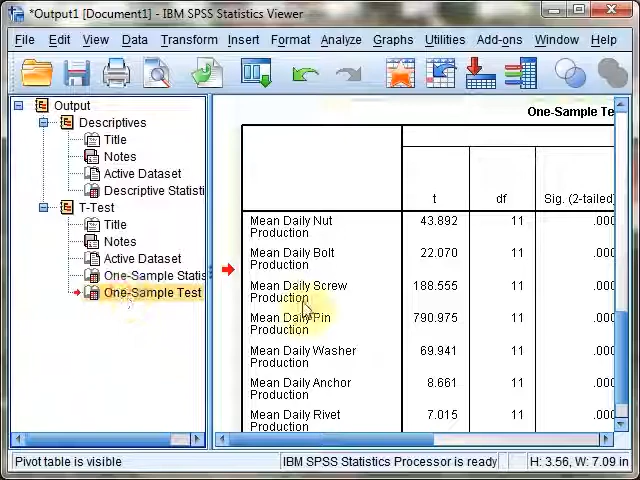 *Output1 [Document1] - IBM SPSS Statistics Viewer
File Edit View Data Transform Insert Format Analyze Graphs Utilities Add-ons Window Help
Output
Descriptives
Title
Notes
Active Dataset
Descriptive Statisti
T-Test
Title
Notes
Active Dataset
One-Sample Statis
One-Sample Test
One-Sample Te
t df Sig. (2-tailed)
Mean Daily Nut Production 43.892 11 .000
Mean Daily Bolt Production 22.070 11 .000
Mean Daily Screw Production 188.555 11 .000
Mean Daily Pin Production 790.975 11 .000
Mean Daily Washer Production 69.941 11 .000
Mean Daily Anchor Production 8.661 11 .000
Mean Daily Rivet Production 7.015 11 .000
Pivot table is visible IBM SPSS Statistics Processor is ready H: 3.56, W: 7.09 in